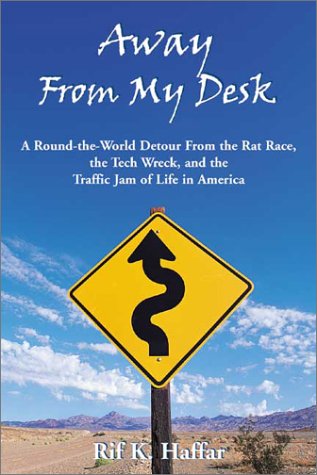 Away
From My Desk
A Round-the-World Detour From the Rat Race,
the Tech Wreck, and the
Traffic Jam of Life in America
Rif K. Haffar